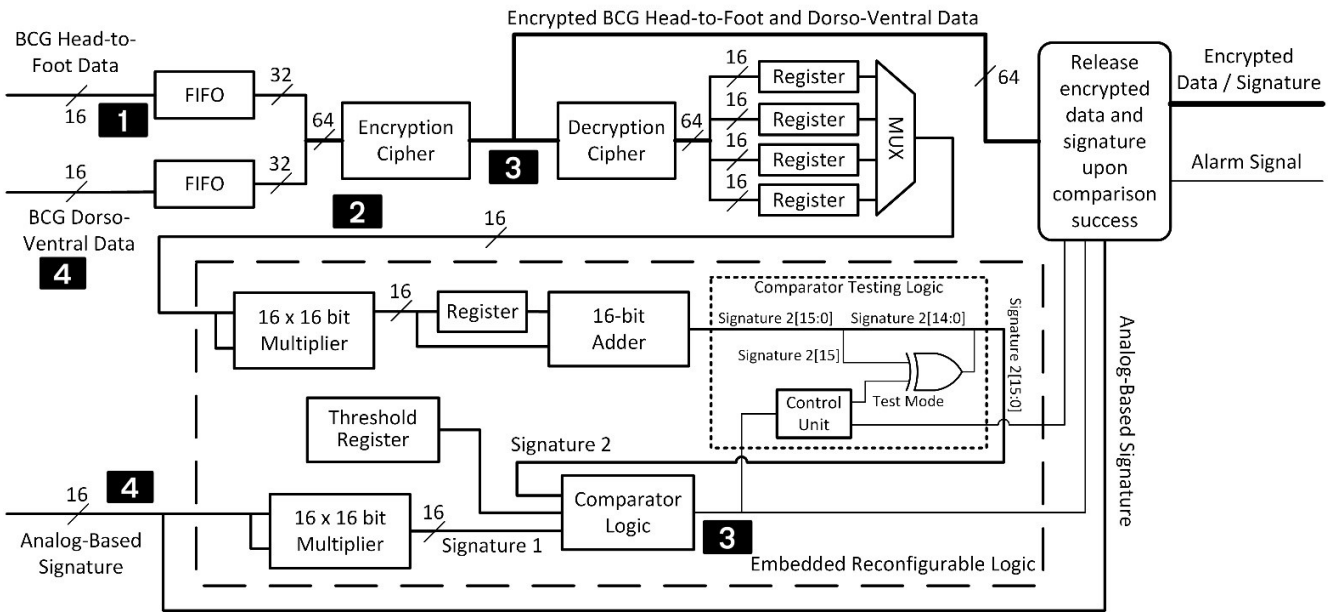 Encrypted BCG Head-to-Foot and Dorso-Ventral Data
BCG Head-to-
Foot Data
16
1
FIFO
32
64
Encryption
Cipher
3
Decryption
Cipher
64
16
Register
16
Register
16
Register
16
Register
MUX
64
Release
encrypted
data and
signature
upon
comparison
success
Encrypted
Data / Signature
Alarm Signal
16
FIFO
32
BCG Dorso-
Ventral Data
4
2
16
16 x 16 bit
Multiplier
16
Register
16-bit
Adder
Comparator Testing Logic
Signature 2[15:0]
Signature 2[14:0]
Signature 2[15]
Test Mode
Control
Unit
Signature 2[15:0]
Analog-Based Signature
Threshold
Register
Signature 2
4
16
Analog-Based
Signature
16 x 16 bit
Multiplier
16
Signature 1
Comparator
Logic
3
Embedded Reconfigurable Logic